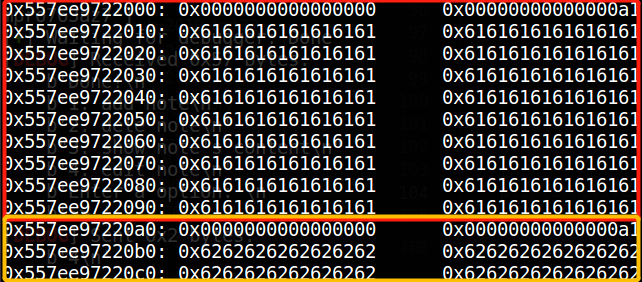 0x557ee9722000: 0x0000000000000000 0x00000000000000a1
0x557ee9722010: 0x6161616161616161 0x6161616161616161
0x557ee9722020: 0x6161616161616161 0x6161616161616161
0x557ee9722030: 0x6161616161616161 0x6161616161616161
0x557ee9722040: 0x6161616161616161 0x6161616161616161
0x557ee9722050: 0x6161616161616161 0x6161616161616161
0x557ee9722060: 0x6161616161616161 0x6161616161616161
0x557ee9722070: 0x6161616161616161 0x6161616161616161
0x557ee9722080: 0x6161616161616161 0x6161616161616161
0x557ee9722090: 0x6161616161616161 0x6161616161616161
0x557ee97220a0: 0x0000000000000000 0x00000000000000a1
0x557ee97220b0: 0x6262626262626262 0x6262626262626262
0x557ee97220c0: 0x6262626262626262 0x6262626262626262